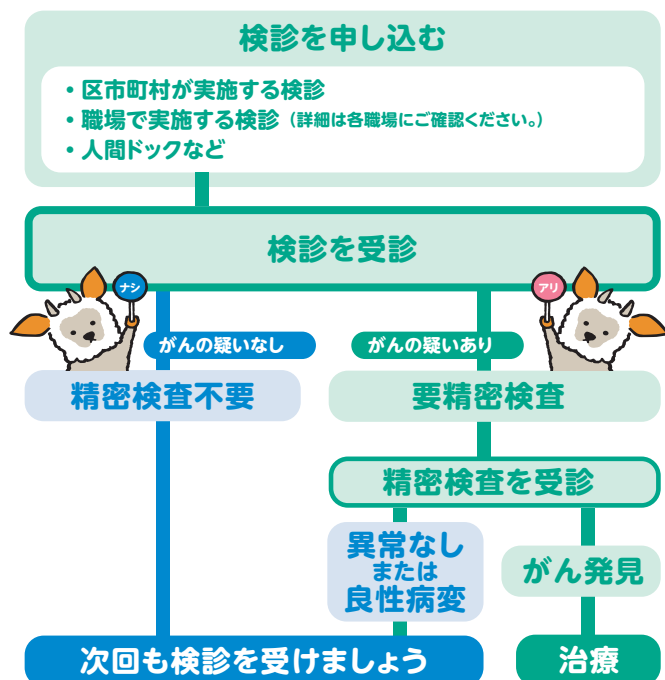 検診を申し込む
・区市町村が実施する検診
・職場で実施する検診（詳細は各職場にご確認ください。）
・人間ドックなど
検診を受診
ナシ
アリ
がんの疑いなし
がんの疑いあり
精密検査不要
要精密検査
精密検査を受診
異常なし
または
良性病変
がん発見
次回も検診を受けましょう
治療